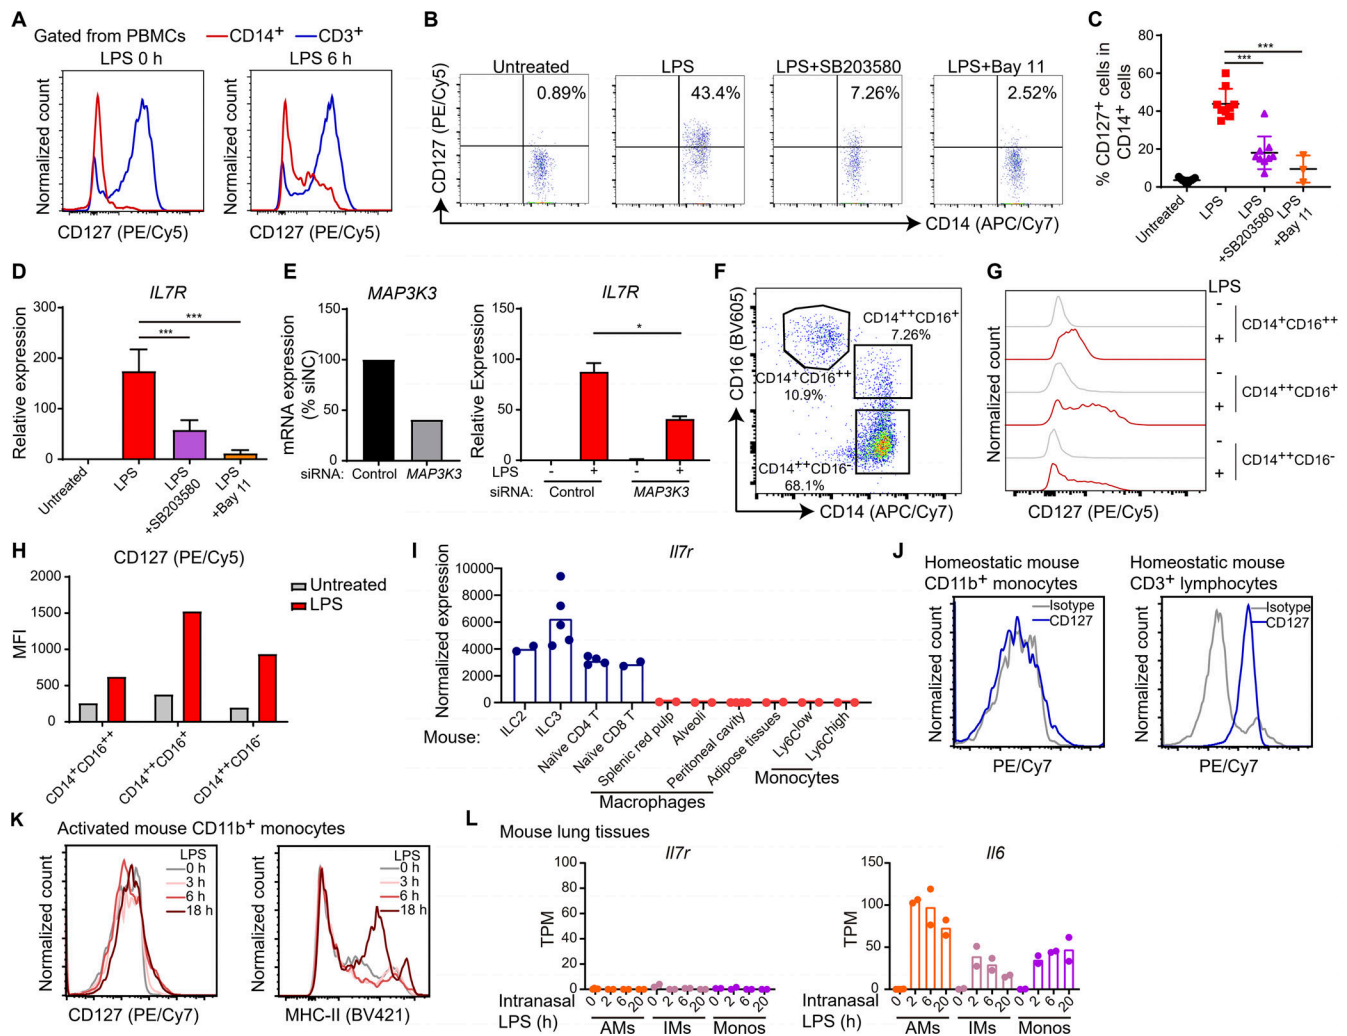 A
Gated from PBMCs
CD14+
CD3+
LPS 0 h
LPS 6 h
Normalized count
Normalized count
CD127 (PE/Cy5)
CD127 (PE/Cy5)
B
Untreated
LPS
LPS+SB203580
LPS+Bay 11
0.89%
43.4%
7.26%
2.52%
CD127 (PE/Cy5)
CD14 (APC/Cy7)
C
% CD127+ cells in
CD14+ cells
80
60
40
20
0
***
***
Untreated
LPS
LPS
+SB203580
LPS
+Bay 11
D
IL7R
Relative expression
300
200
100
0
***
***
Untreated
LPS
LPS
+SB203580
LPS
+Bay 11
E
MAP3K3
mRNA expression
(% siNC)
150
100
50
0
siRNA:
Control
MAP3K3
IL7R
Relative Expression
150
100
50
0
*
LPS
-
+
-
+
siRNA:
Control
MAP3K3
F
CD16 (BV605)
CD14++CD16+
7.26%
CD14+CD16++
10.9%
CD14++CD16-
68.1%
CD14 (APC/Cy7)
G
LPS
-
+
CD14+CD16++
-
+
CD14++CD16+
-
+
CD14++CD16-
Normalized count
CD127 (PE/Cy5)
H
CD127 (PE/Cy5)
MFI
2000
1500
1000
500
0
Untreated
LPS
CD14+CD16++
CD14++CD16+
CD14++CD16-
I
Il7r
Normalized expression
10000
8000
6000
4000
2000
0
Mouse:
ILC2
ILC3
Naïve CD4 T
Naïve CD8 T
Splenic red pulp
Alveoli
Peritoneal cavity
Adipose tissues
Ly6Clow
Ly6Chigh
Macrophages
Monocytes
J
Homeostatic mouse
CD11b+ monocytes
Isotype
CD127
Normalized count
PE/Cy7
Homeostatic mouse
CD3+ lymphocytes
Isotype
CD127
Normalized count
PE/Cy7
K
Activated mouse CD11b+ monocytes
LPS
0 h
3 h
6 h
18 h
Normalized count
CD127 (PE/Cy7)
LPS
0 h
3 h
6 h
18 h
Normalized count
MHC-II (BV421)
L
Mouse lung tissues
Il7r
TPM
100
80
60
40
20
0
Intranasal
LPS (h)
0 2 6 20 0 2 6 20 0 2 6 20
AMs
IMs
Monos
Il6
TPM
150
100
50
0
Intranasal
LPS (h)
0 2 6 20 0 2 6 20 0 2 6 20
AMs
IMs
Monos